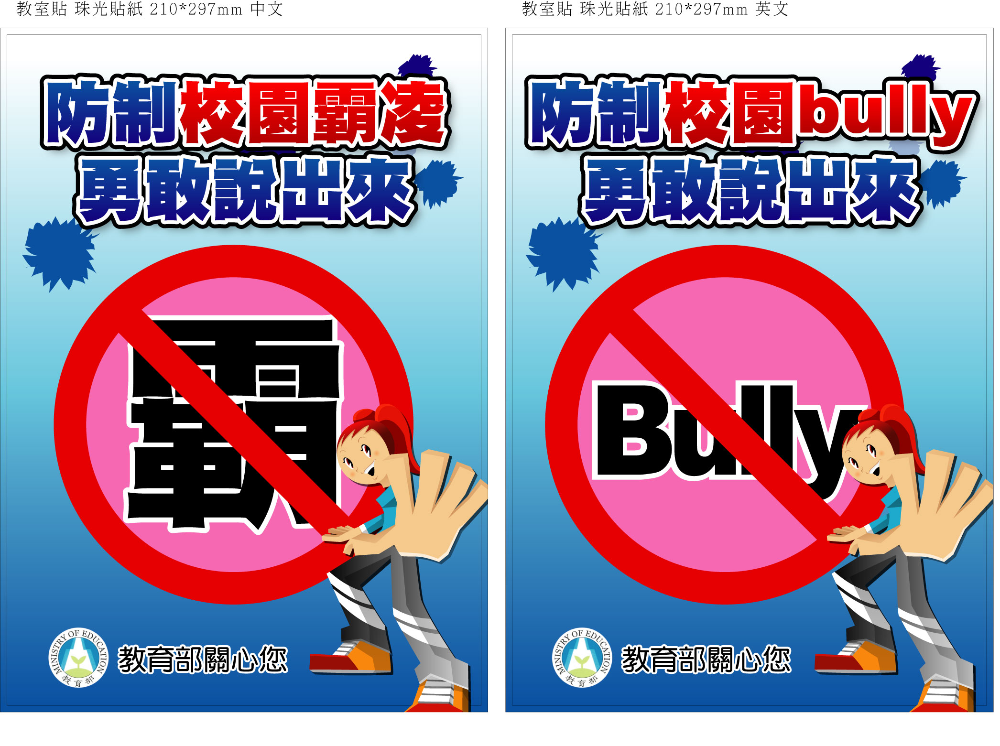 教室貼 珠光貼紙 210*297mm 中文
防制校園霸凌
勇敢說出來
霸
MINISTRY OF EDUCATION
教育部
教育部關心您
教室貼 珠光貼紙 210*297mm 英文
防制校園bully
勇敢說出來
Bully
MINISTRY OF EDUCATION
教育部
教育部關心您